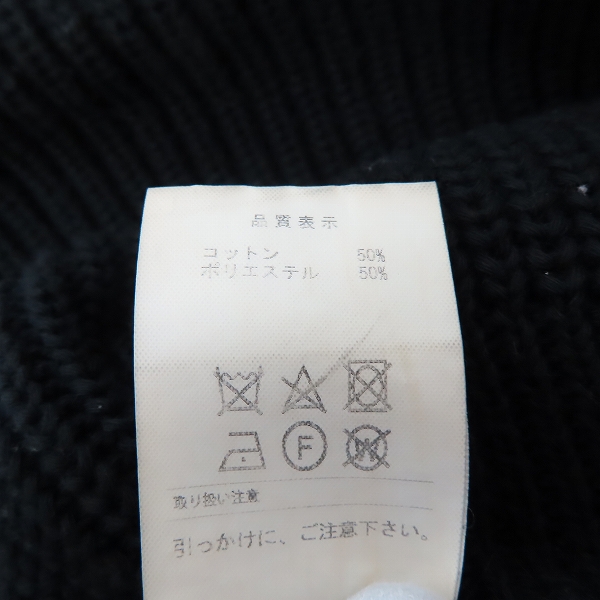 品質表示
コットン 50%
ポリエステル 50%
F
W
取り扱い注意
引っかけに、ご注意下さい。